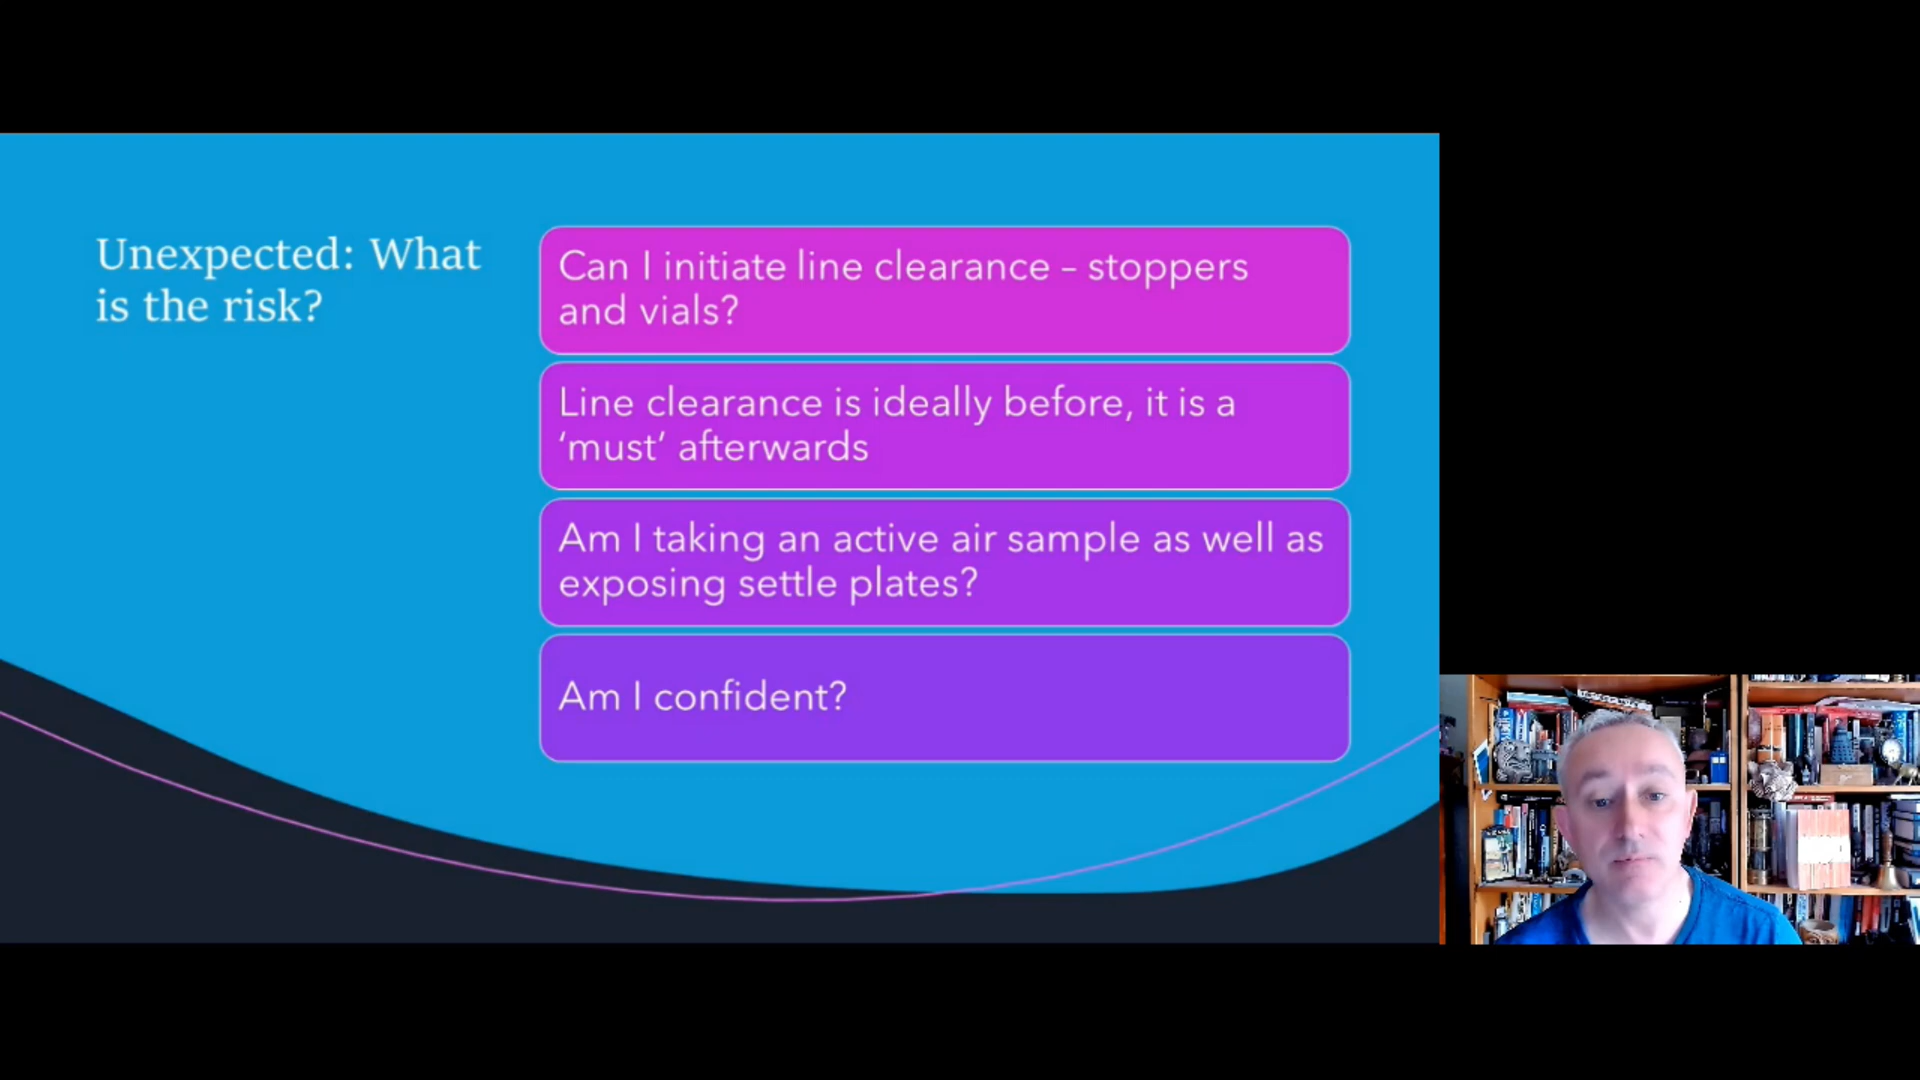 Unexpected: What
is the risk?
Can I initiate line clearance – stoppers
and vials?
Line clearance is ideally before, it is a
‘must’ afterwards
Am I taking an active air sample as well as
exposing settle plates?
Am I confident?